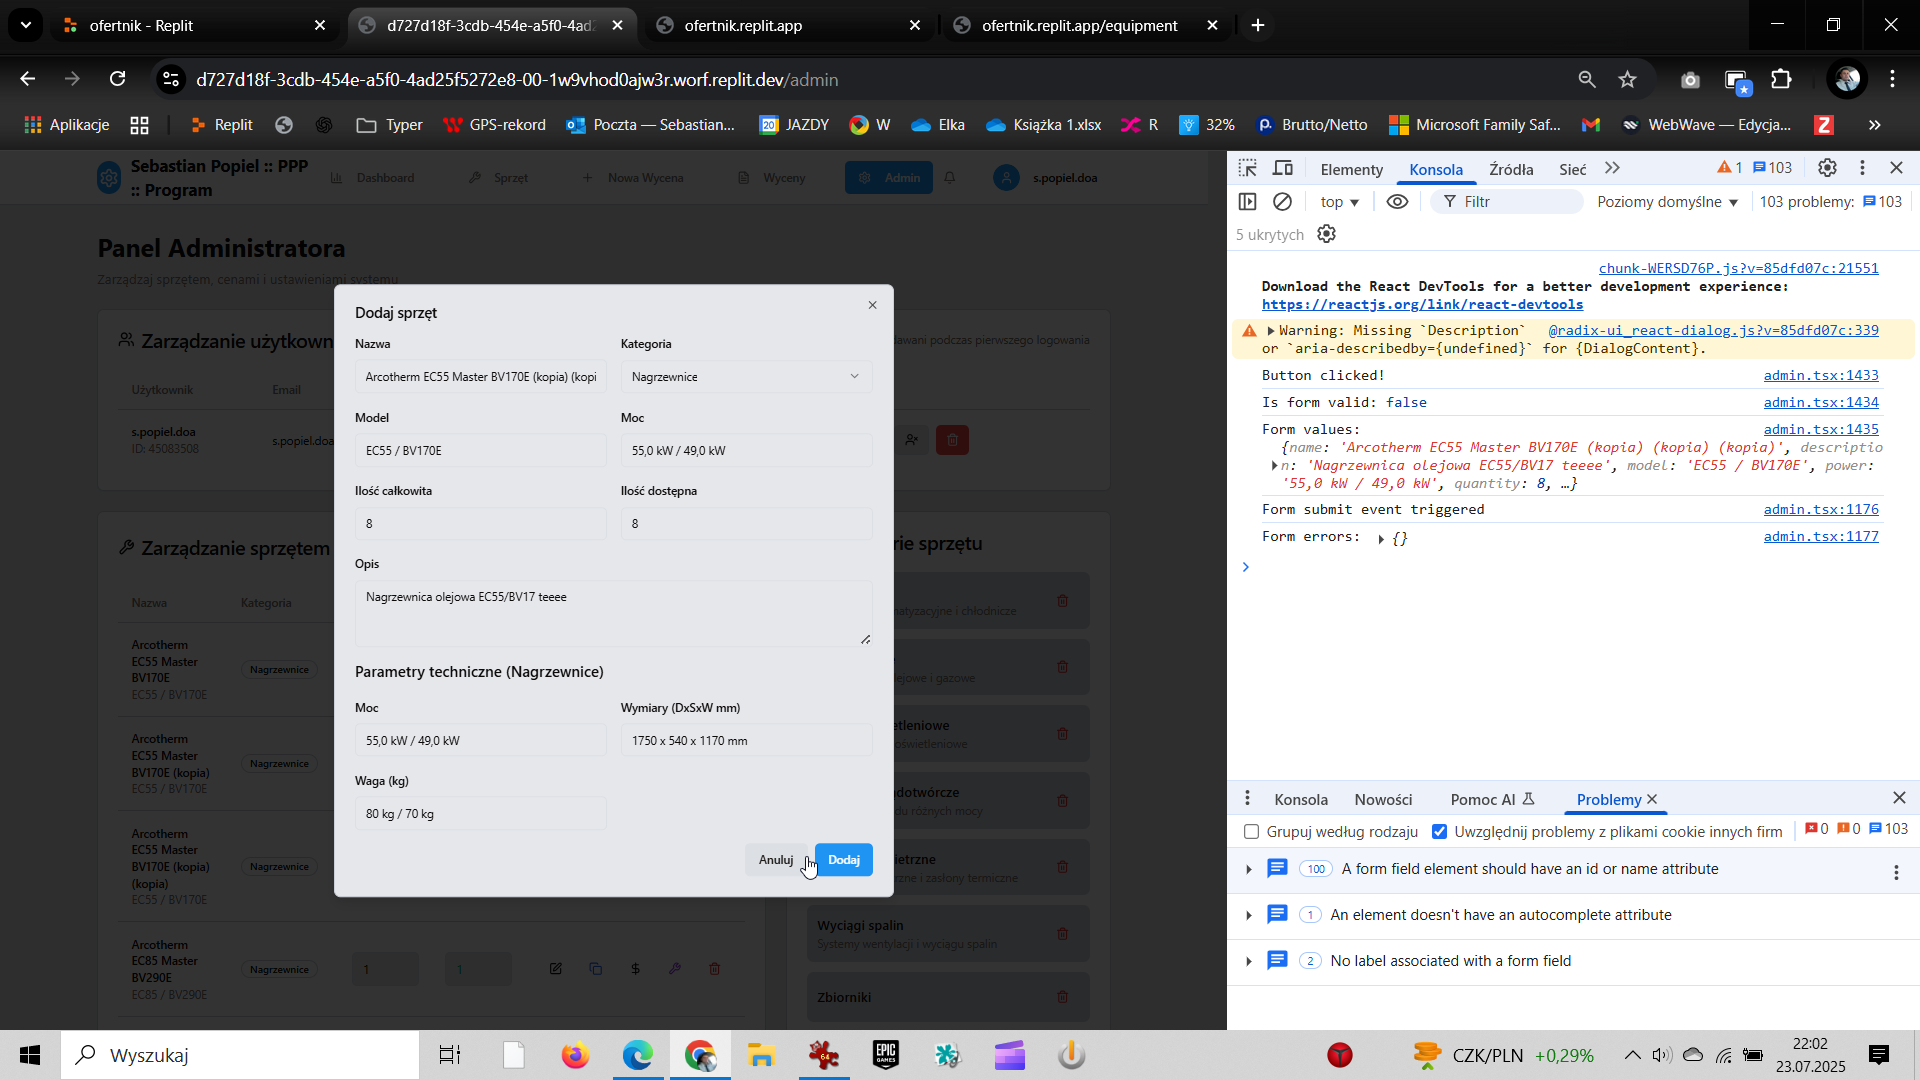 ofertnik - Replit
d727d18f-3cdb-454e-a5f0-4ad2
ofertnik.replit.app
ofertnik.replit.app/equipment
d727d18f-3cdb-454e-a5f0-4ad25f5272e8-00-1w9vhod0ajw3r.worf.replit.dev/admin
Aplikacje
Replit
Typer
GPS-rekord
Poczta — Sebastian...
JAZDY
W
Elka
Książka 1.xlsx
R
32%
Brutto/Netto
Microsoft Family Saf...
WebWave — Edycja...
Sebastian Popiel :: PPP
:: Program
Dashboard
Sprzęt
Nowa Wycena
Wyceny
Admin
s.popiel.doa
Panel Administratora
Zarządzaj sprzętem, cenami i ustawieniami systemu
Zarządzanie użytkown
dawani podczas pierwszego logowania
Użytkownik
Email
s.popiel.doa
ID: 45083508
s.popiel.doa
Zarządzanie sprzętem
rie sprzętu
Nazwa
Kategoria
Arcotherm
EC55 Master
BV170E
EC55 / BV170E
Nagrzewnice
Arcotherm
EC55 Master
BV170E (kopia)
EC55 / BV170E
Nagrzewnice
Arcotherm
EC55 Master
BV170E (kopia)
(kopia)
EC55 / BV170E
Nagrzewnice
Arcotherm
EC85 Master
BV290E
EC85 / BV290E
Nagrzewnice
1
1
matyzacyjne i chłodnicze
lejowe i gazowe
etleniowe
oświetleniowe
dotwórcze
du różnych mocy
ietrzne
rzne i zasłony termiczne
Wyciągi spalin
Systemy wentylacji i wyciągu spalin
Zbiorniki
Dodaj sprzęt
Nazwa
Kategoria
Arcotherm EC55 Master BV170E (kopia) (kopi
Nagrzewnice
Model
Moc
EC55 / BV170E
55,0 kW / 49,0 kW
Ilość całkowita
Ilość dostępna
8
8
Opis
Nagrzewnica olejowa EC55/BV17 teeee
Parametry techniczne (Nagrzewnice)
Moc
Wymiary (DxSxW mm)
55,0 kW / 49,0 kW
1750 x 540 x 1170 mm
Waga (kg)
80 kg / 70 kg
Anuluj
Dodaj
Elementy
Konsola
Źródła
Sieć
1
103
top
Filtr
Poziomy domyślne
103 problemy:
103
5 ukrytych
chunk-WERSD76P.js?v=85dfd07c:21551
Download the React DevTools for a better development experience:
https://reactjs.org/link/react-devtools
Warning: Missing `Description` @radix-ui_react-dialog.js?v=85dfd07c:339
or `aria-describedby={undefined}` for {DialogContent}.
Button clicked! admin.tsx:1433
Is form valid: false admin.tsx:1434
Form values: admin.tsx:1435
{name: 'Arcotherm EC55 Master BV170E (kopia) (kopia) (kopia)', descriptio
n: 'Nagrzewnica olejowa EC55/BV17 teeee', model: 'EC55 / BV170E', power:
'55,0 kW / 49,0 kW', quantity: 8, …}
Form submit event triggered admin.tsx:1176
Form errors: {} admin.tsx:1177
Konsola
Nowości
Pomoc AI
Problemy
Grupuj według rodzaju
Uwzględnij problemy z plikami cookie innych firm
0
0
103
100 A form field element should have an id or name attribute
1 An element doesn't have an autocomplete attribute
2 No label associated with a form field
Wyszukaj
CZK/PLN +0,29%
22:02
23.07.2025